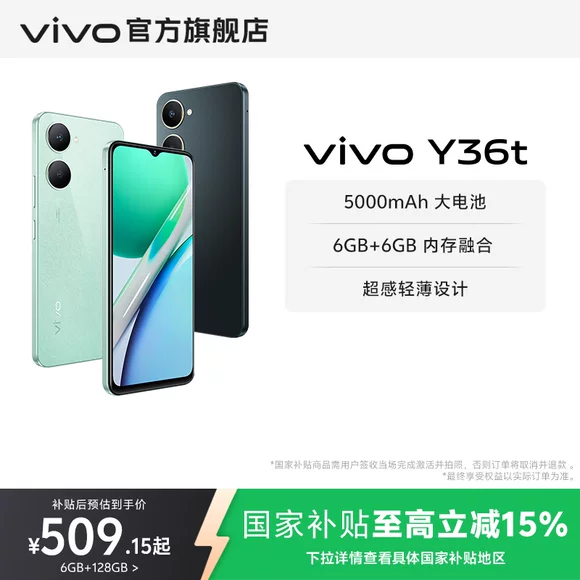 vivo 官方旗舰店
vivo Y36t
5000mAh 大电池
6GB+6GB 内存融合
超感轻薄设计
vivo
*国家补贴商品需用户签收当场完成激活并拍照，否则订单将取消并退款 。
*最终享受权益以实际订单为准。
补贴后预估到手价
¥509.15起
6GB+128GB >
国家补贴至高立减15%
下拉详情查看具体国家补贴地区